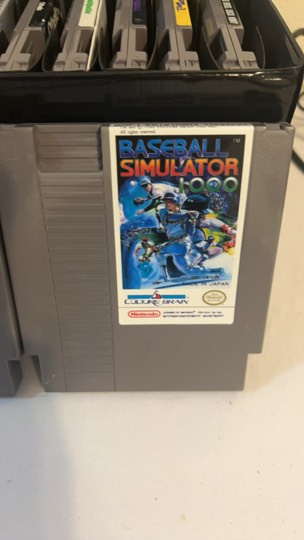 All rights reserved.
BASEBALL TM
SIMULATOR
1.000
MADE IN JAPAN
CULTURE BRAIN
Nintendo
ENTERTAINMENT SYSTEM